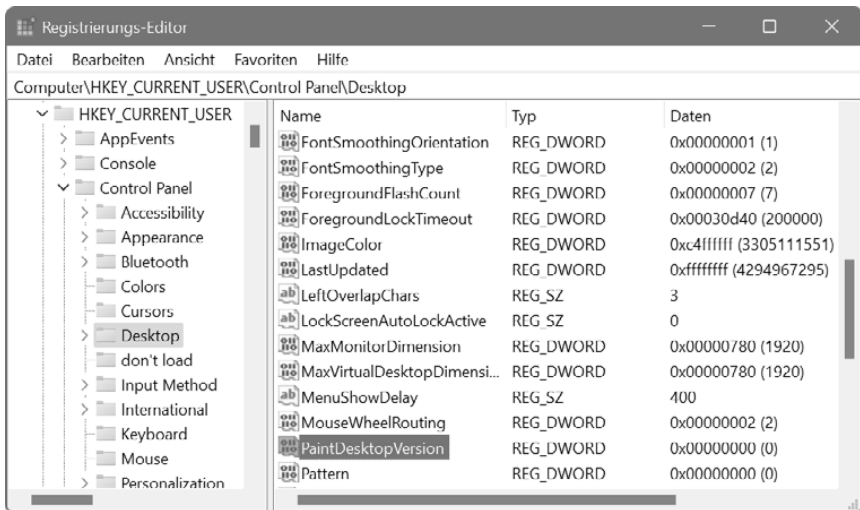 Registrierungs-Editor
Datei Bearbeiten Ansicht Favoriten Hilfe
Computer\HKEY_CURRENT_USER\Control Panel\Desktop
HKEY_CURRENT_USER
AppEvents
Console
Control Panel
Accessibility
Appearance
Bluetooth
Colors
Cursors
Desktop
don't load
Input Method
International
Keyboard
Mouse
Personalization
Name Typ Daten
FontSmoothingOrientation REG_DWORD 0x00000001 (1)
FontSmoothingType REG_DWORD 0x00000002 (2)
ForegroundFlashCount REG_DWORD 0x00000007 (7)
ForegroundLockTimeout REG_DWORD 0x00030d40 (200000)
ImageColor REG_DWORD 0xc4ffffff (3305111551)
LastUpdated REG_DWORD 0xffffffff (4294967295)
LeftOverlapChars REG_SZ 3
LockScreenAutoLockActive REG_SZ 0
MaxMonitorDimension REG_DWORD 0x00000780 (1920)
MaxVirtualDesktopDimensi... REG_DWORD 0x00000780 (1920)
MenuShowDelay REG_SZ 400
MouseWheelRouting REG_DWORD 0x00000002 (2)
PaintDesktopVersion REG_DWORD 0x00000000 (0)
Pattern REG_DWORD 0x00000000 (0)